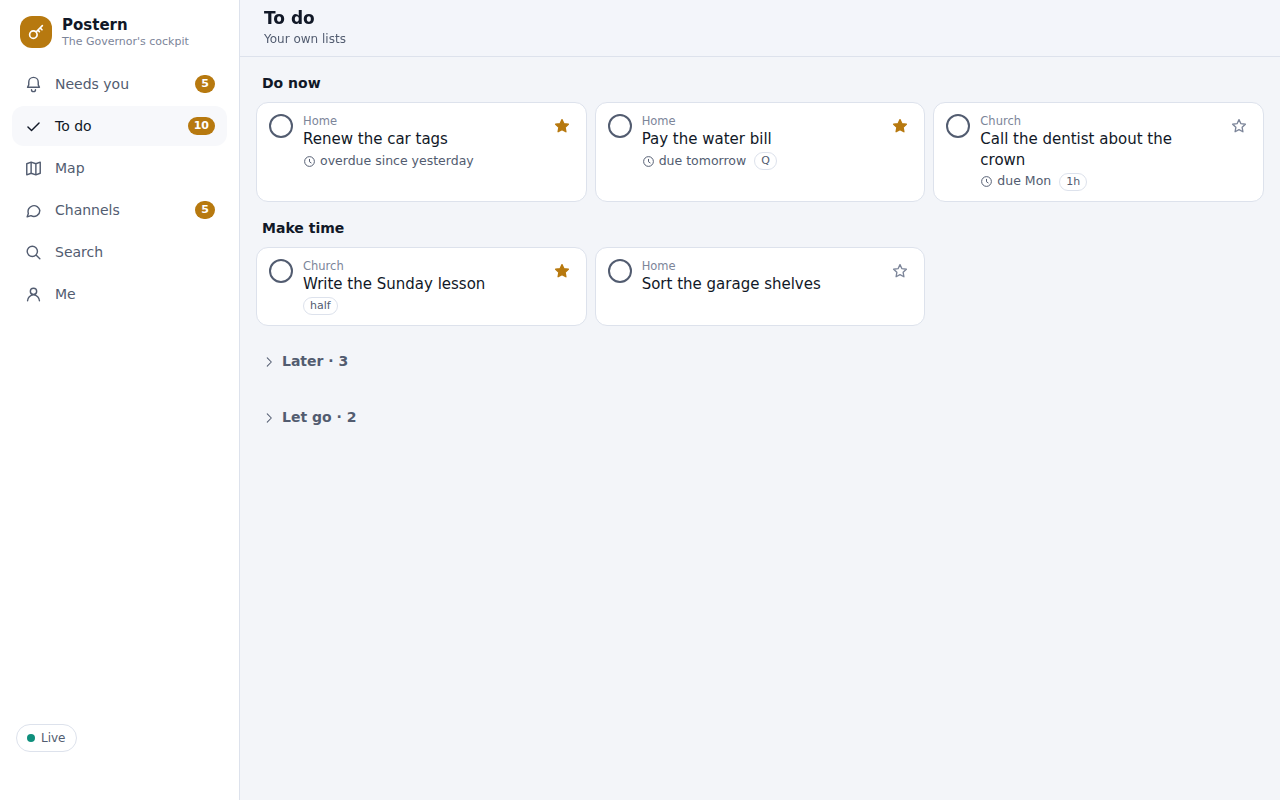 Postern
The Governor's cockpit
Needs you 5
To do 10
Map
Channels 5
Search
Me
Live
To do
Your own lists
Do now
Home
Renew the car tags
overdue since yesterday
Home
Pay the water bill
due tomorrow Q
Church
Call the dentist about the
crown
due Mon 1h
Make time
Church
Write the Sunday lesson
half
Home
Sort the garage shelves
Later · 3
Let go · 2